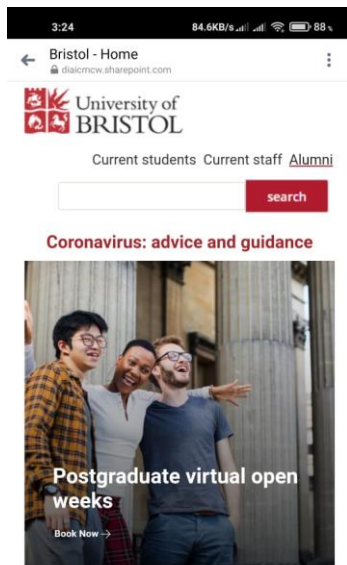 3:24 84.6KB/s 88%
Bristol - Home
diaicmcw.sharepoint.com
University of
BRISTOL
Current students Current staff Alumni
search
Coronavirus: advice and guidance
Postgraduate virtual open
weeks
Book Now →